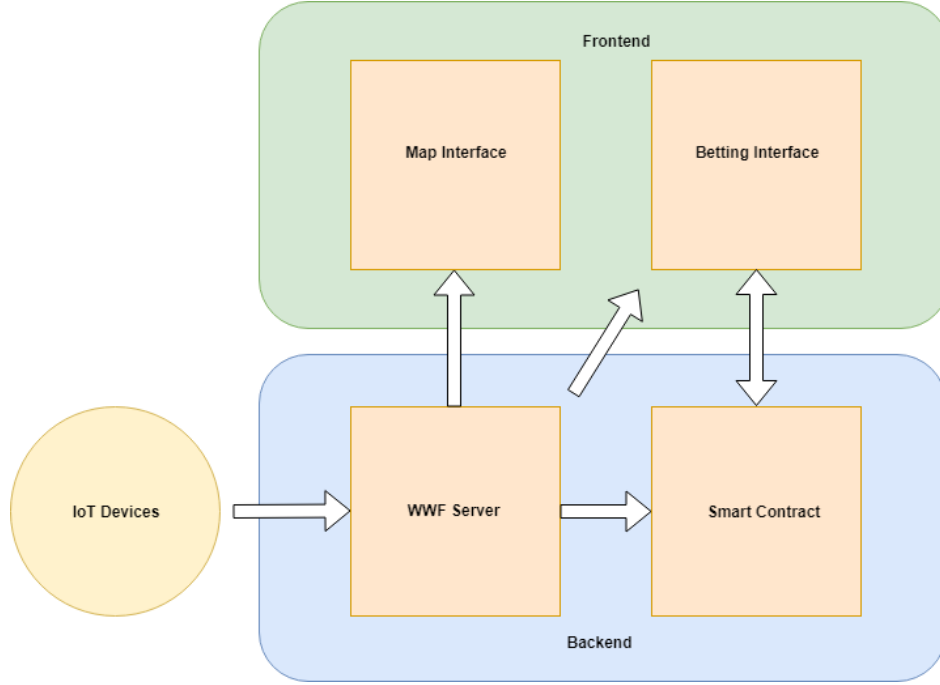 Frontend
Map Interface
Betting Interface
IoT Devices
WWF Server
Smart Contract
Backend